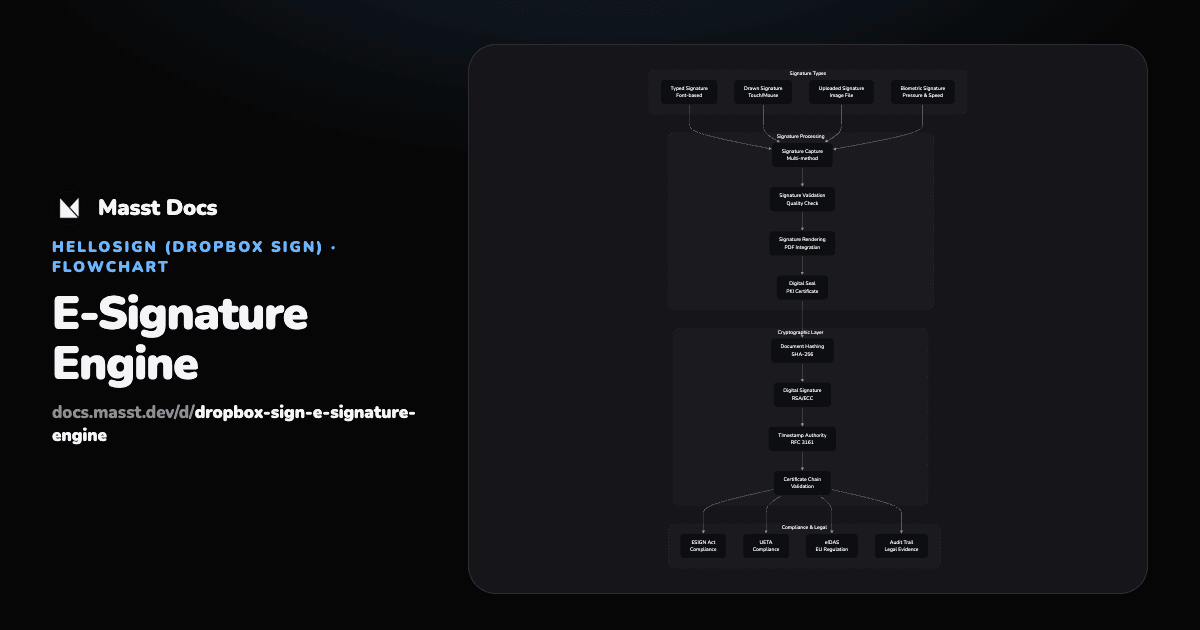 Masst Docs
HELLOSIGN (DROPBOX SIGN) ·
FLOWCHART
E-Signature
Engine
docs.masst.dev/d/dropbox-sign-e-signature-
engine
Signature Types
Typed Signature
Font-based
Drawn Signature
Touch/Mouse
Uploaded Signature
Image File
Biometric Signature
Pressure & Speed
Signature Processing
Signature Capture
Multi-method
Signature Validation
Quality Check
Signature Rendering
PDF Integration
Digital Seal
PKI Certificate
Cryptographic Layer
Document Hashing
SHA-256
Digital Signature
RSA/ECC
Timestamp Authority
RFC 3161
Certificate Chain
Validation
Compliance & Legal
ESIGN Act
Compliance
UETA
Compliance
eIDAS
EU Regulation
Audit Trail
Legal Evidence